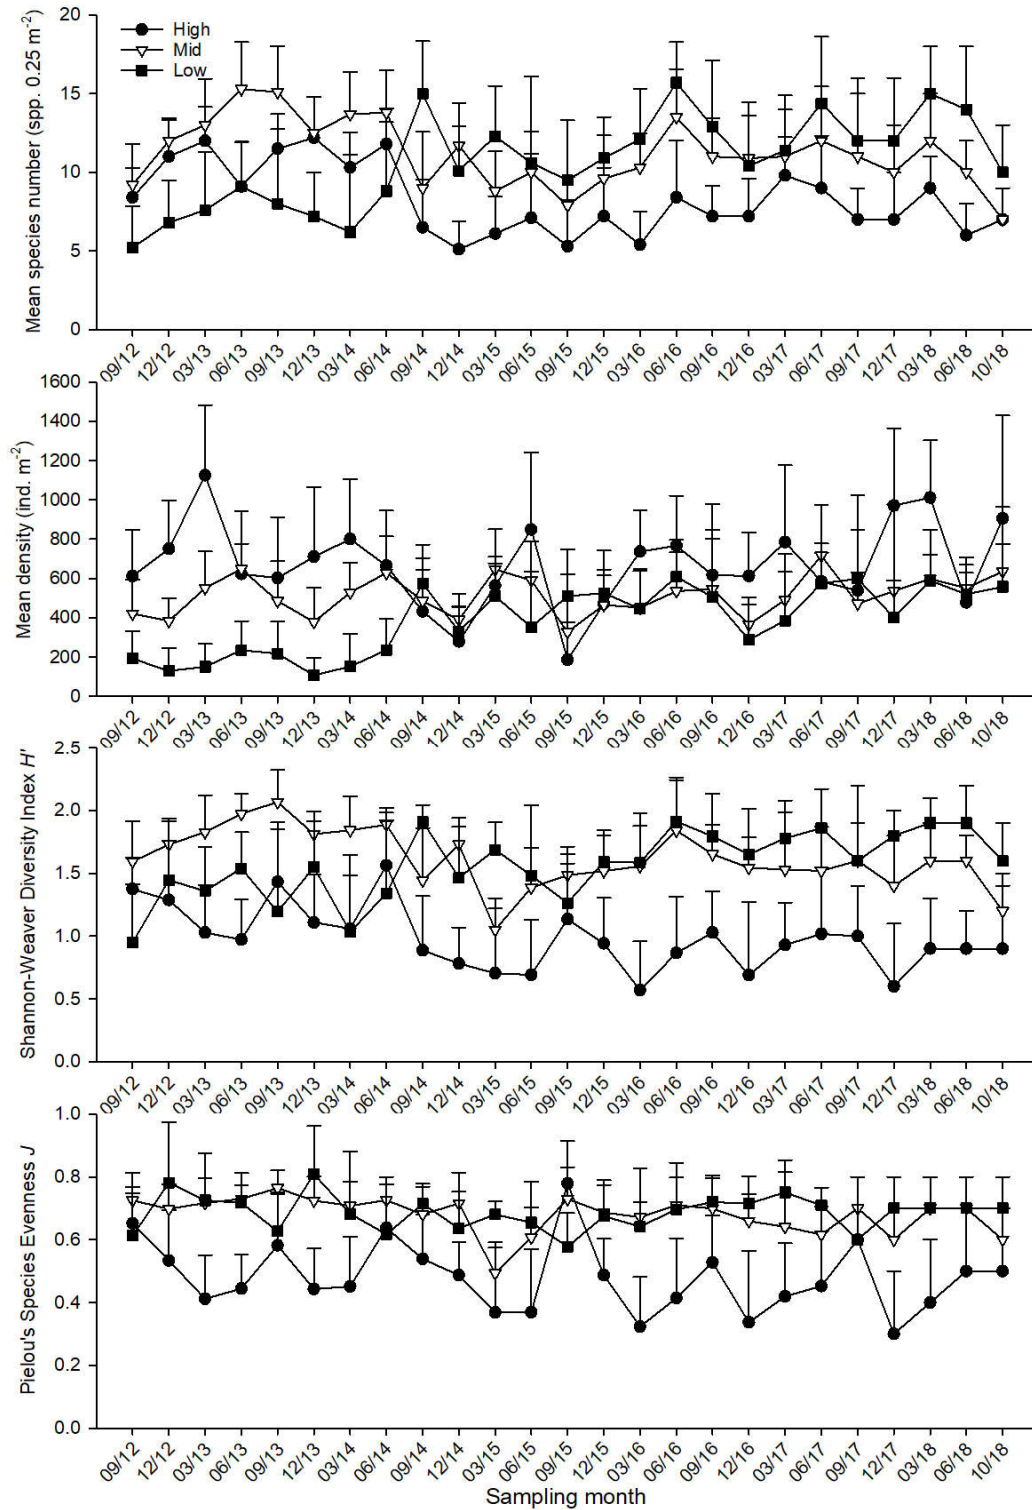 Mean species number (spp. 0.25 m⁻²)
20
15
10
5
0
High
Mid
Low
09/12 12/12 03/13 06/13 09/13 12/13 03/14 06/14 09/14 12/14 03/15 06/15 09/15 12/15 03/16 06/16 09/16 12/16 03/17 06/17 09/17 12/17 03/18 06/18 10/18
Mean density (ind. m⁻²)
1600
1400
1200
1000
800
600
400
200
0
09/12 12/12 03/13 06/13 09/13 12/13 03/14 06/14 09/14 12/14 03/15 06/15 09/15 12/15 03/16 06/16 09/16 12/16 03/17 06/17 09/17 12/17 03/18 06/18 10/18
Shannon-Weaver Diversity Index H'
2.5
2.0
1.5
1.0
0.5
0.0
09/12 12/12 03/13 06/13 09/13 12/13 03/14 06/14 09/14 12/14 03/15 06/15 09/15 12/15 03/16 06/16 09/16 12/16 03/17 06/17 09/17 12/17 03/18 06/18 10/18
Pielou's Species Evenness J
1.0
0.8
0.6
0.4
0.2
0.0
09/12 12/12 03/13 06/13 09/13 12/13 03/14 06/14 09/14 12/14 03/15 06/15 09/15 12/15 03/16 06/16 09/16 12/16 03/17 06/17 09/17 12/17 03/18 06/18 10/18
Sampling month